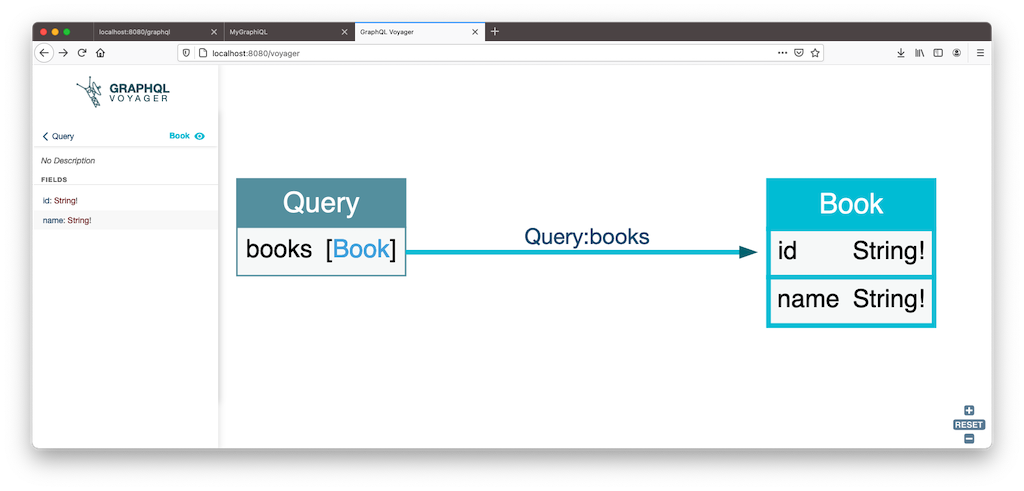 localhost:8080/graphql
MyGraphiQL
GraphQL Voyager
localhost:8080/voyager
GRAPHQL
VOYAGER
Query
Book
No Description
FIELDS
id: String!
name: String!
Query
books [Book]
Query:books
Book
id String!
name String!
RESET